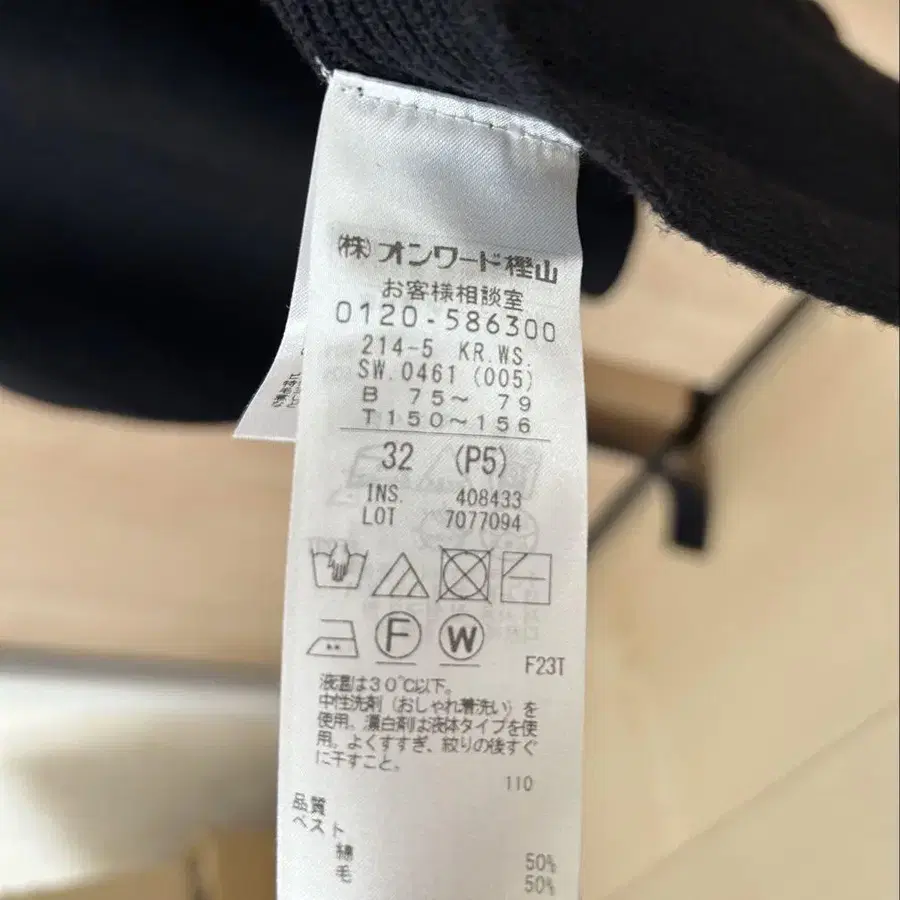 (株)オンワード樫山
お客様相談室
0120-586300
214-5 KR.WS.
SW.0461 (005)
B 75～ 79
T150～156
32 (P5)
INS. 408433
LOT 7077094
F
W
F23T
液温は30℃以下。
中性洗剤（おしゃれ着洗い）を
使用。漂白剤は液体タイプを使
用。よくすすぎ、絞りの後すぐ
に干すこと。
110
品質
ベスト
綿 50%
毛 50%